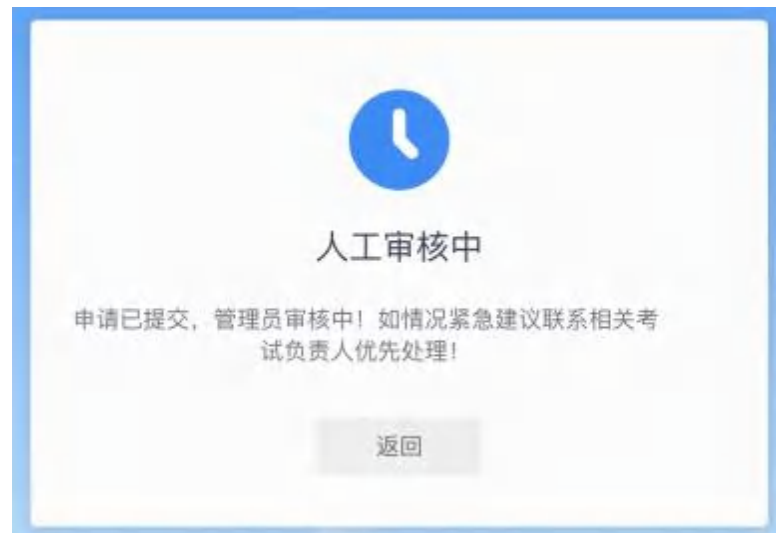 人工审核中
申请已提交，管理员审核中！如情况紧急建议联系相关考
试负责人优先处理！
返回